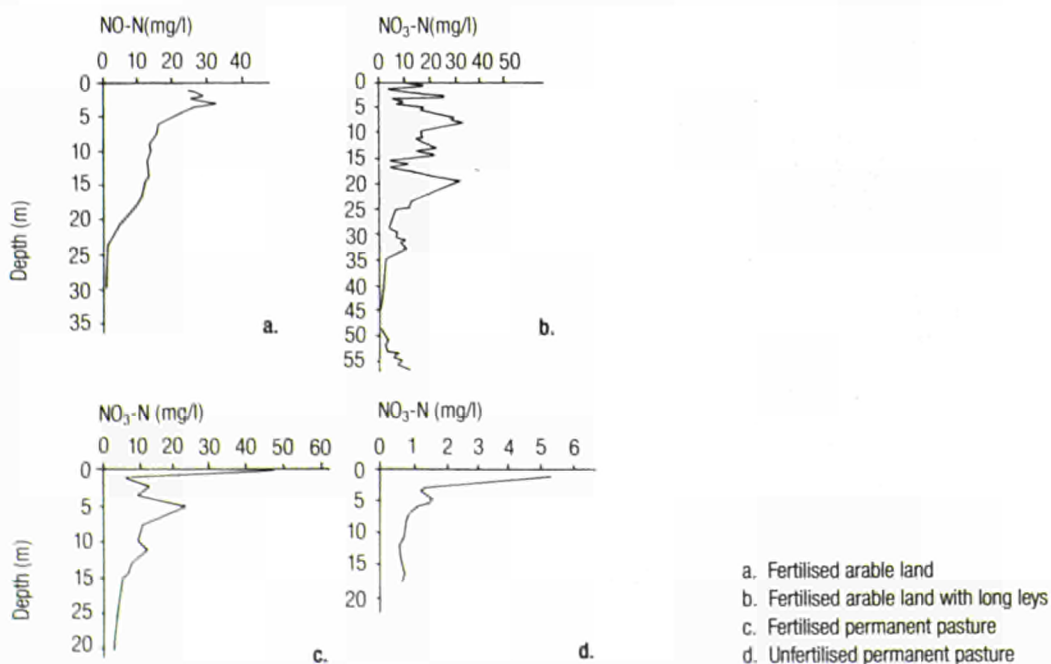 NO-N(mg/l)
0 10 20 30 40
0
5
10
15
20
25
30
35
Depth (m)
a.
NO₃-N(mg/l)
0 10 20 30 40 50
0
5
10
15
20
25
30
35
40
45
50
55
b.
NO₃-N (mg/l)
0 10 20 30 40 50 60
0
5
10
15
25
20
Depth (m)
c.
NO₃-N (mg/l)
0 1 2 3 4 5 6
0
5
10
15
20
d.
a. Fertilised arable land
b. Fertilised arable land with long leys
c. Fertilised permanent pasture
d. Unfertilised permanent pasture